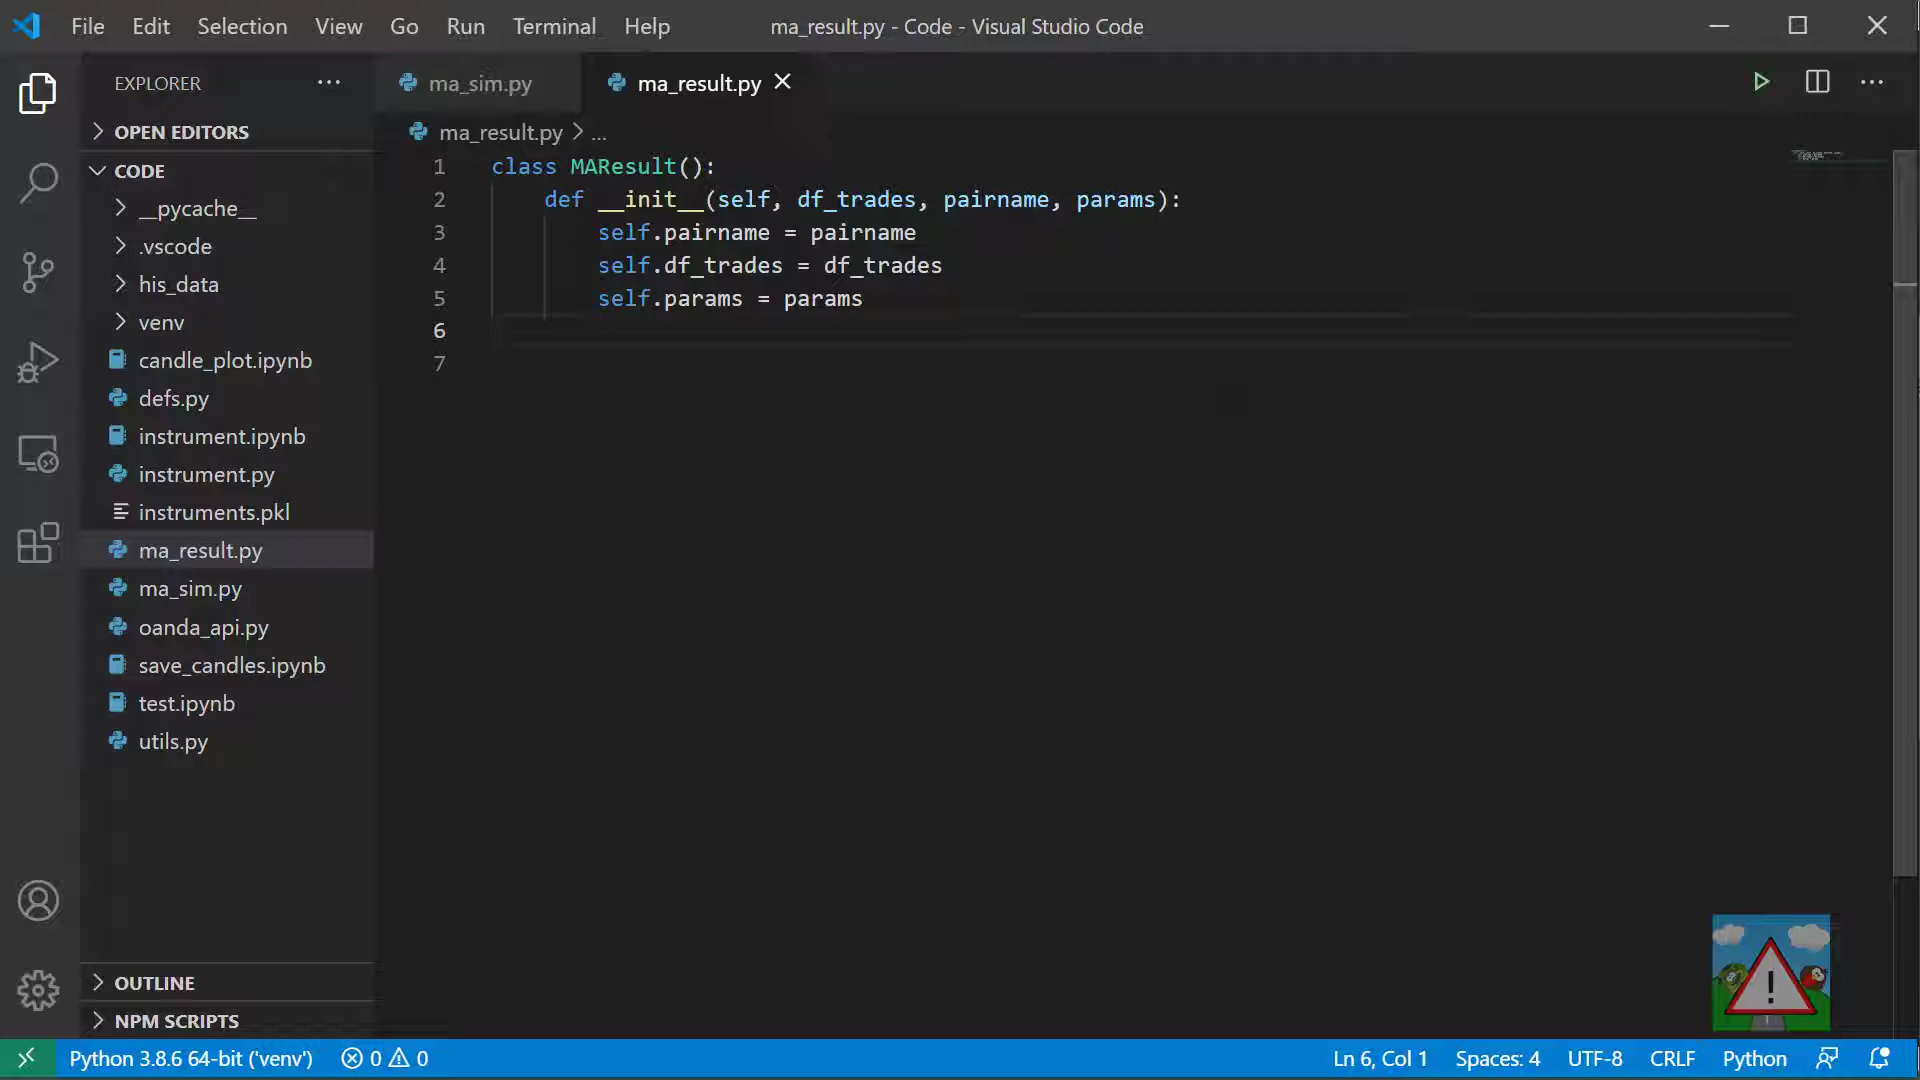 File Edit Selection View Go Run Terminal Help
ma_result.py - Code - Visual Studio Code
EXPLORER
OPEN EDITORS
CODE
__pycache__
.vscode
his_data
venv
candle_plot.ipynb
defs.py
instrument.ipynb
instrument.py
instruments.pkl
ma_result.py
ma_sim.py
oanda_api.py
save_candles.ipynb
test.ipynb
utils.py
OUTLINE
NPM SCRIPTS
ma_sim.py ma_result.py
ma_result.py > ...
1 class MAResult():
2 def __init__(self, df_trades, pairname, params):
3 self.pairname = pairname
4 self.df_trades = df_trades
5 self.params = params
6
7
!
Python 3.8.6 64-bit ('venv') 0 0 Ln 6, Col 1 Spaces: 4 UTF-8 CRLF Python